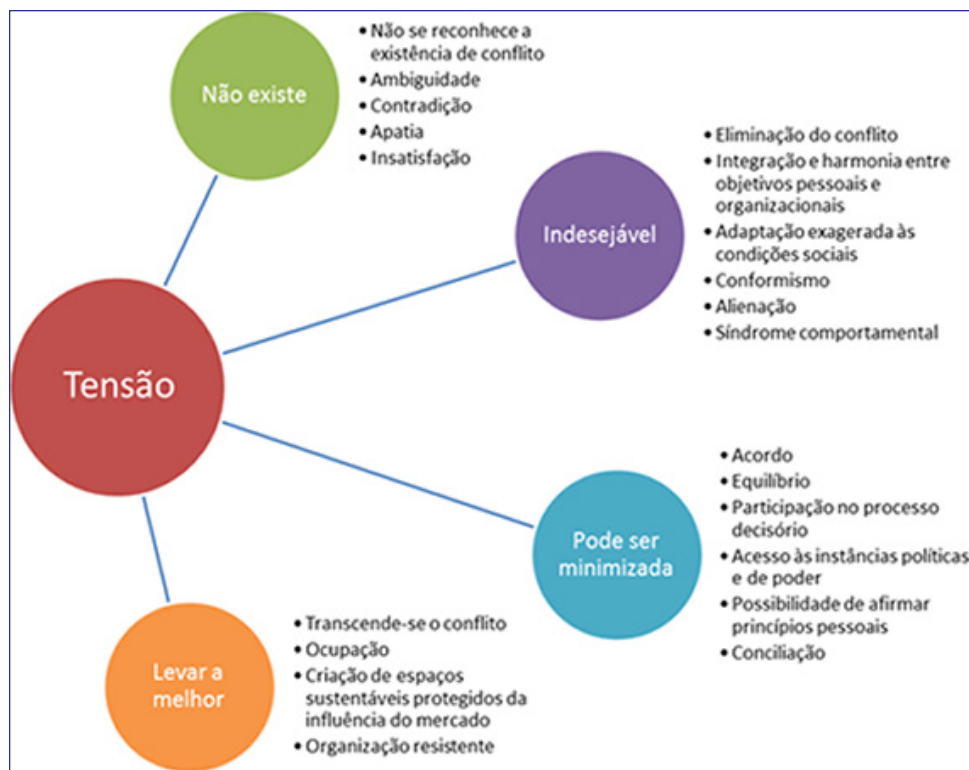 Não existe
• Não se reconhece a
existência de conflito
• Ambiguidade
• Contradição
• Apatia
• Insatisfação
Indesejável
• Eliminação do conflito
• Integração e harmonia entre
objetivos pessoais e
organizacionais
• Adaptação exagerada às
condições sociais
• Conformismo
• Alienação
• Síndrome comportamental
Tensão
Pode ser
minimizada
• Acordo
• Equilíbrio
• Participação no processo
decisório
• Acesso às instâncias políticas
e de poder
• Possibilidade de afirmar
princípios pessoais
• Conciliação
Levar a
melhor
• Transcende-se o conflito
• Ocupação
• Criação de espaços
sustentáveis protegidos da
influência do mercado
• Organização resistente